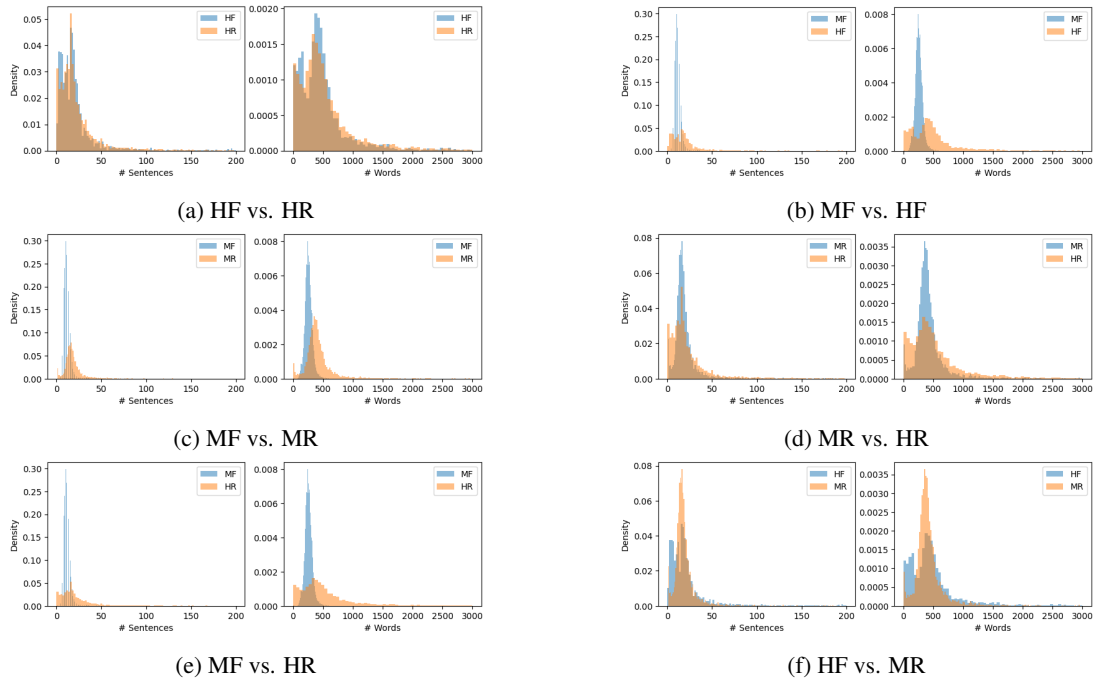 HF
HR
Density
0.05
0.04
0.03
0.02
0.01
0.00
0
50
100
150
200
# Sentences
HF
HR
0.0020
0.0015
0.0010
0.0005
0.0000
0 500 1000 1500 2000 2500 3000
# Words
(a) HF vs. HR
MF
HF
Density
0.30
0.25
0.20
0.15
0.10
0.05
0.00
0
50
100
150
200
# Sentences
MF
HF
0.008
0.006
0.004
0.002
0.000
0 500 1000 1500 2000 2500 3000
# Words
(b) MF vs. HF
MF
MR
Density
0.30
0.25
0.20
0.15
0.10
0.05
0.00
0
50
100
150
200
# Sentences
MF
MR
0.008
0.006
0.004
0.002
0.000
0 500 1000 1500 2000 2500 3000
# Words
(c) MF vs. MR
MR
HR
Density
0.08
0.06
0.04
0.02
0.00
0
50
100
150
200
# Sentences
MR
HR
0.0035
0.0030
0.0025
0.0020
0.0015
0.0010
0.0005
0.0000
0 500 1000 1500 2000 2500 3000
# Words
(d) MR vs. HR
MF
HR
Density
0.30
0.25
0.20
0.15
0.10
0.05
0.00
0
50
100
150
200
# Sentences
MF
HR
0.008
0.006
0.004
0.002
0.000
0 500 1000 1500 2000 2500 3000
# Words
(e) MF vs. HR
HF
MR
Density
0.08
0.06
0.04
0.02
0.00
0
50
100
150
200
# Sentences
HF
MR
0.0035
0.0030
0.0025
0.0020
0.0015
0.0010
0.0005
0.0000
0 500 1000 1500 2000 2500 3000
# Words
(f) HF vs. MR